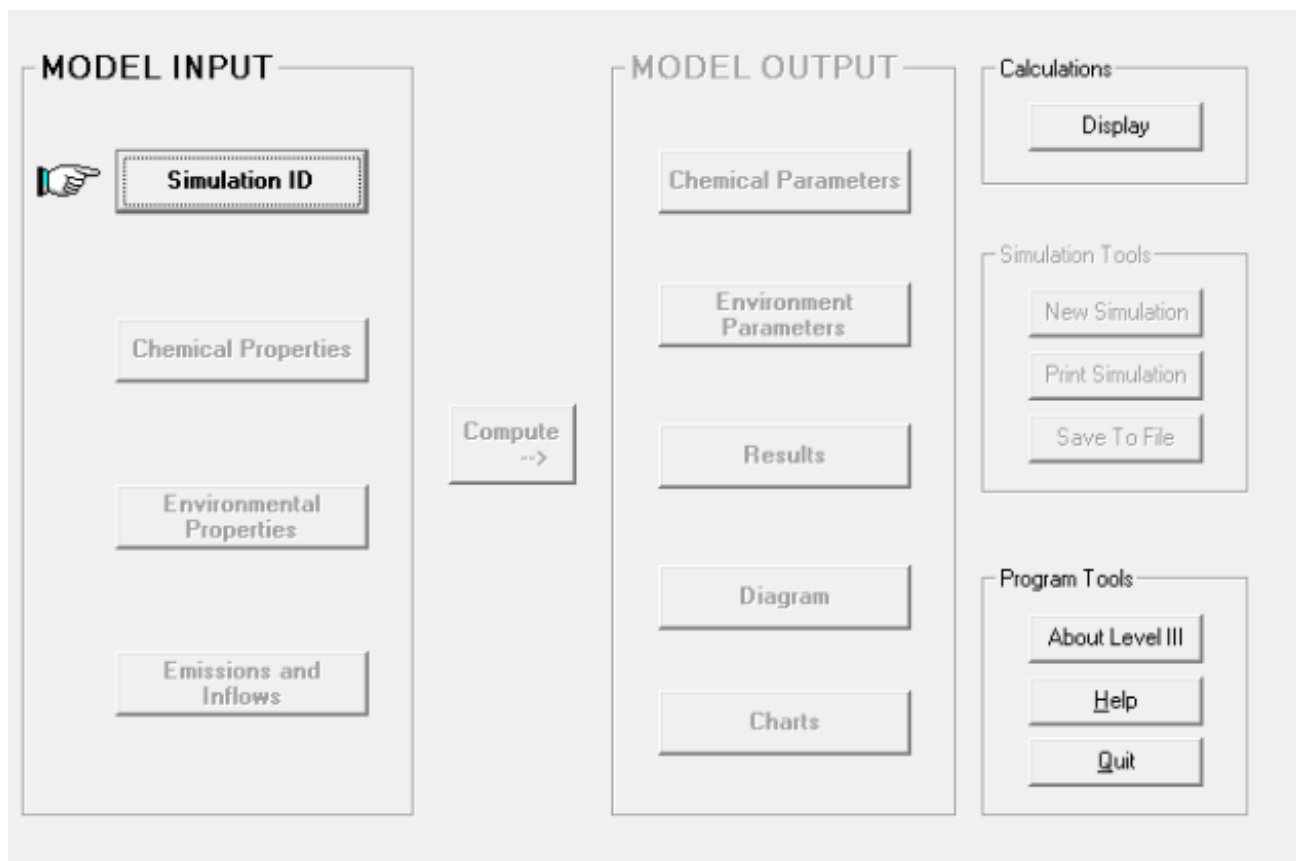 MODEL INPUT
Simulation ID
Chemical Properties
Environmental
Properties
Emissions and
Inflows
Compute
-->
MODEL OUTPUT
Chemical Parameters
Environment
Parameters
Results
Diagram
Charts
Calculations
Display
Simulation Tools
New Simulation
Print Simulation
Save To File
Program Tools
About Level III
Help
Quit